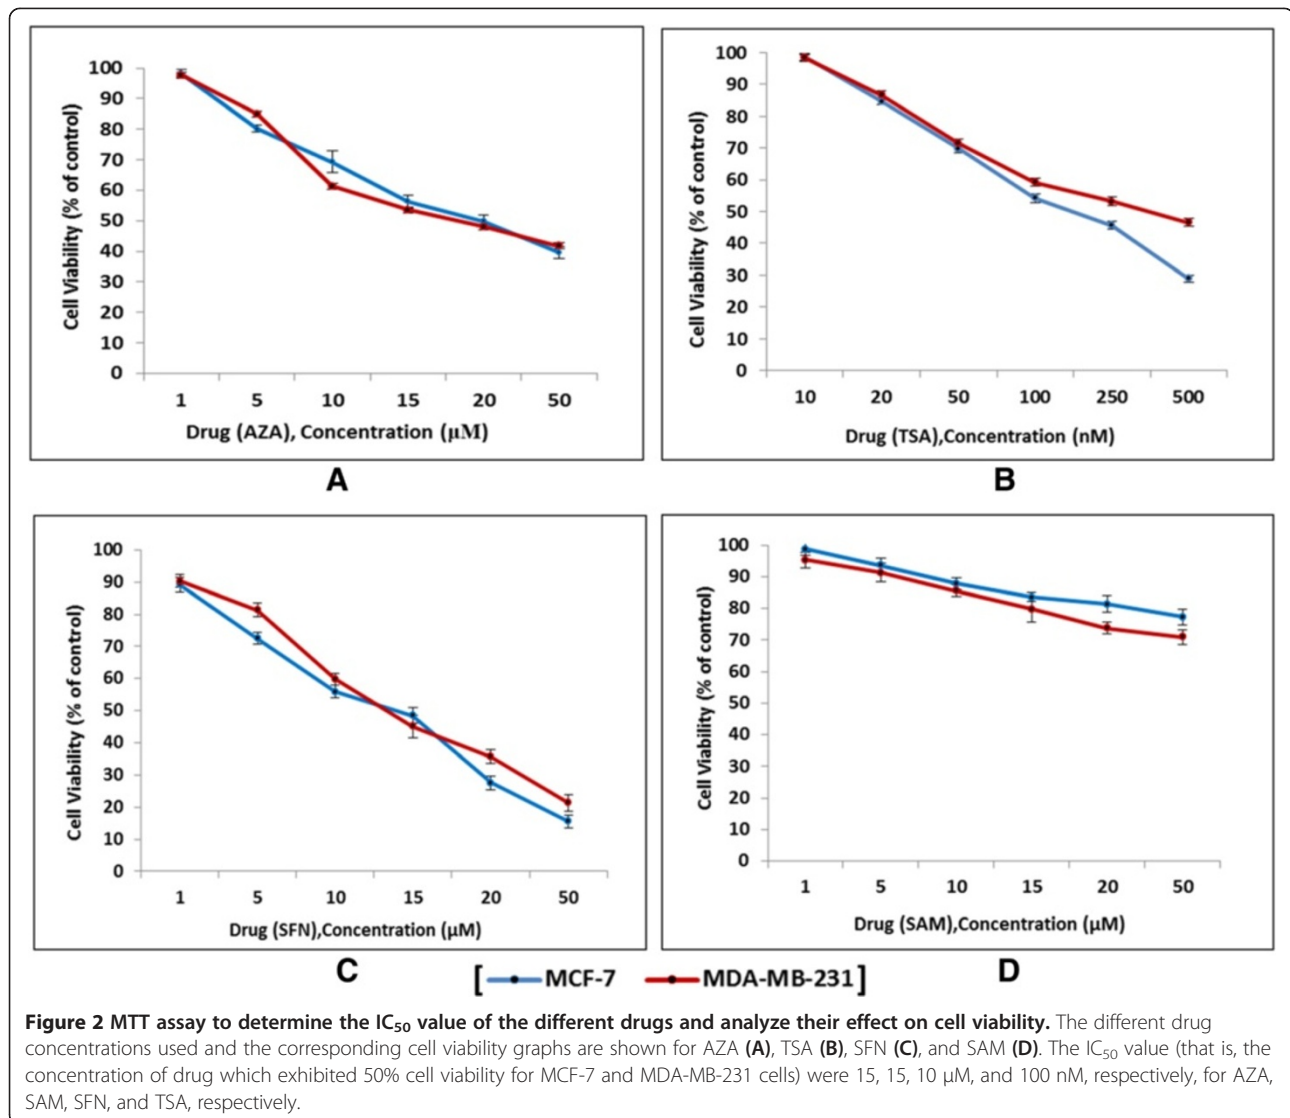 100
90
80
70
60
50
40
30
20
10
0
Cell Viability (% of control)
1 5 10 15 20 50
Drug (AZA), Concentration (μM)
A
100
90
80
70
60
50
40
30
20
10
0
Cell Viability (% of control)
10 20 50 100 250 500
Drug (TSA),Concentration (nM)
B
100
90
80
70
60
50
40
30
20
10
0
Cell Viability (% of control)
1 5 10 15 20 50
Drug (SFN),Concentration (μM)
C
100
90
80
70
60
50
40
30
20
10
0
Cell Viability (% of control)
1 5 10 15 20 50
Drug (SAM),Concentration (μM)
D
[ MCF-7 MDA-MB-231 ]
Figure 2 MTT assay to determine the IC50 value of the different drugs and analyze their effect on cell viability. The different drug
concentrations used and the corresponding cell viability graphs are shown for AZA (A), TSA (B), SFN (C), and SAM (D). The IC50 value (that is, the
concentration of drug which exhibited 50% cell viability for MCF-7 and MDA-MB-231 cells) were 15, 15, 10 μM, and 100 nM, respectively, for AZA,
SAM, SFN, and TSA, respectively.